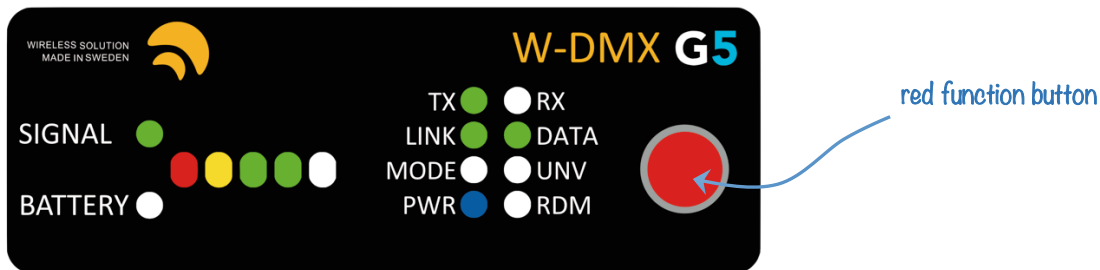 WIRELESS SOLUTION
MADE IN SWEDEN
W-DMX G5
TX RX
SIGNAL LINK DATA
MODE UNV
BATTERY PWR RDM
red function button